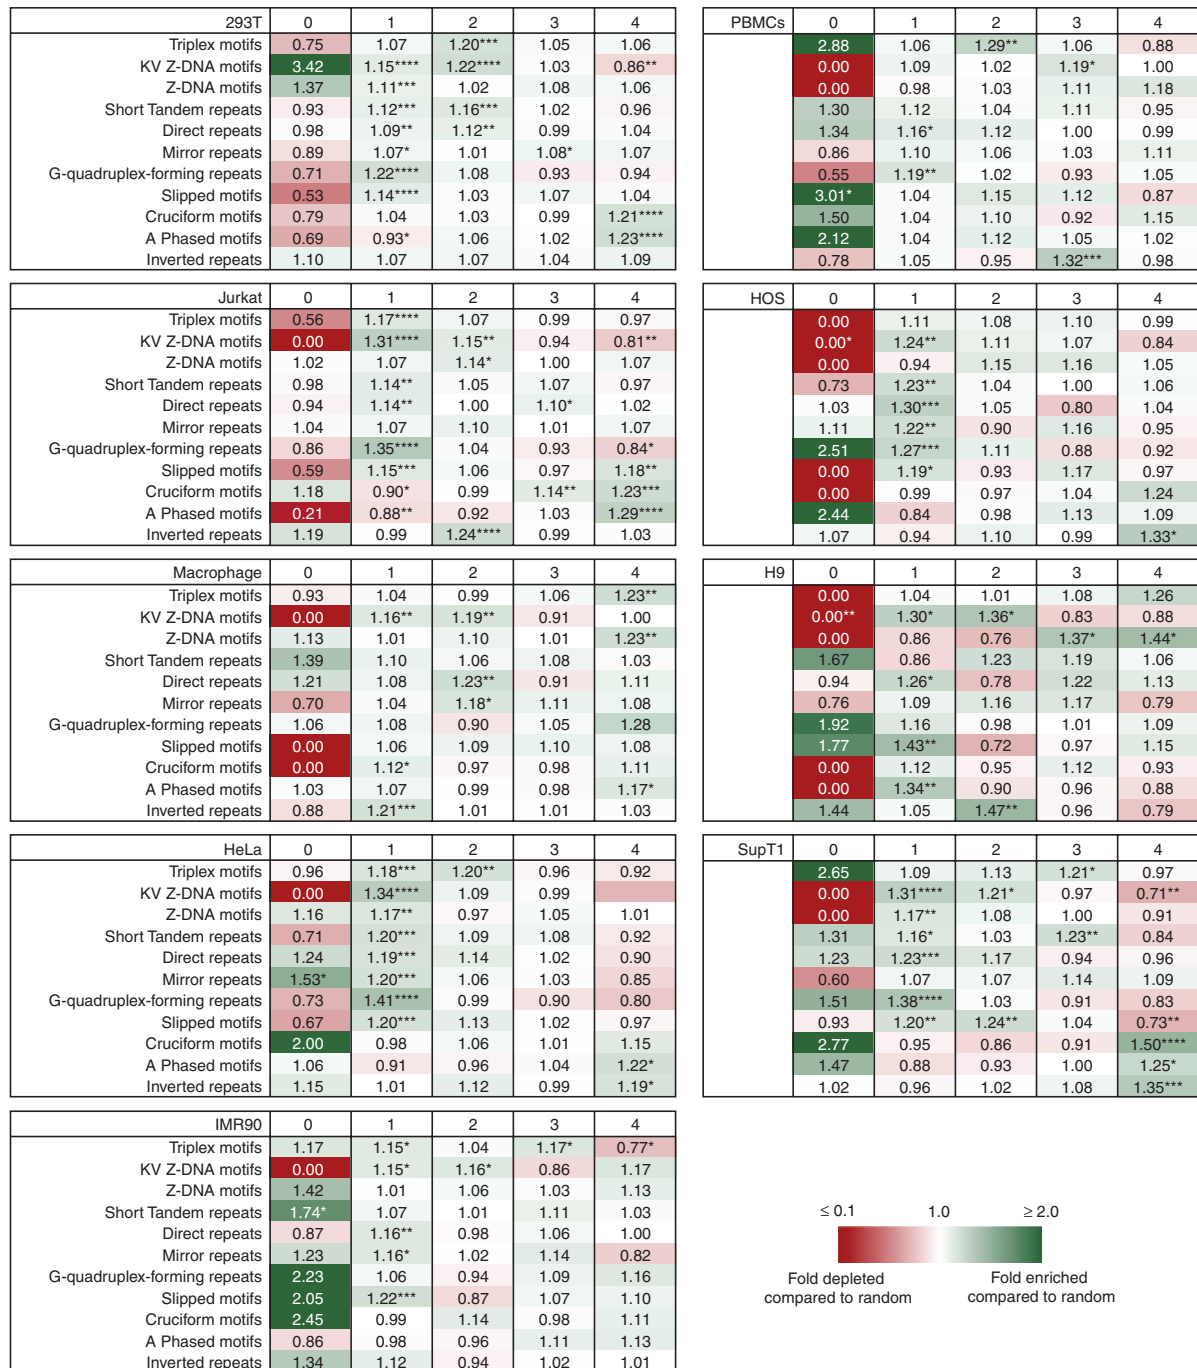 293T 0 1 2 3 4
Triplex motifs 0.75 1.07 1.20*** 1.05 1.06
KV Z-DNA motifs 3.42 1.15**** 1.22**** 1.03 0.86**
Z-DNA motifs 1.37 1.11*** 1.02 1.08 1.06
Short Tandem repeats 0.93 1.12*** 1.16*** 1.02 0.96
Direct repeats 0.98 1.09** 1.12** 0.99 1.04
Mirror repeats 0.89 1.07* 1.01 1.08* 1.07
G-quadruplex-forming repeats 0.71 1.22**** 1.08 0.93 0.94
Slipped motifs 0.53 1.14**** 1.03 1.07 1.04
Cruciform motifs 0.79 1.04 1.03 0.99 1.21****
A Phased motifs 0.69 0.93* 1.06 1.02 1.23****
Inverted repeats 1.10 1.07 1.07 1.04 1.09
PBMCs 0 1 2 3 4
2.88 1.06 1.29** 1.06 0.88
0.00 1.09 1.02 1.19* 1.00
0.00 0.98 1.03 1.11 1.18
1.30 1.12 1.04 1.11 0.95
1.34 1.16* 1.12 1.00 0.99
0.86 1.10 1.06 1.03 1.11
0.55 1.19** 1.02 0.93 1.05
3.01* 1.04 1.15 1.12 0.87
1.50 1.04 1.10 0.92 1.15
2.12 1.04 1.12 1.05 1.02
0.78 1.05 0.95 1.32*** 0.98
Jurkat 0 1 2 3 4
Triplex motifs 0.56 1.17**** 1.07 0.99 0.97
KV Z-DNA motifs 0.00 1.31**** 1.15** 0.94 0.81**
Z-DNA motifs 1.02 1.07 1.14* 1.00 1.07
Short Tandem repeats 0.98 1.14** 1.05 1.07 0.97
Direct repeats 0.94 1.14** 1.00 1.10* 1.02
Mirror repeats 1.04 1.07 1.10 1.01 1.07
G-quadruplex-forming repeats 0.86 1.35**** 1.04 0.93 0.84*
Slipped motifs 0.59 1.15*** 1.06 0.97 1.18**
Cruciform motifs 1.18 0.90* 0.99 1.14** 1.23***
A Phased motifs 0.21 0.88** 0.92 1.03 1.29****
Inverted repeats 1.19 0.99 1.24**** 0.99 1.03
HOS 0 1 2 3 4
0.00 1.11 1.08 1.10 0.99
0.00* 1.24** 1.11 1.07 0.84
0.00 0.94 1.15 1.16 1.05
0.73 1.23** 1.04 1.00 1.06
1.03 1.30*** 1.05 0.80 1.04
1.11 1.22** 0.90 1.16 0.95
2.51 1.27*** 1.11 0.88 0.92
0.00 1.19* 0.93 1.17 0.97
0.00 0.99 0.97 1.04 1.24
2.44 0.84 0.98 1.13 1.09
1.07 0.94 1.10 0.99 1.33*
Macrophage 0 1 2 3 4
Triplex motifs 0.93 1.04 0.99 1.06 1.23**
KV Z-DNA motifs 0.00 1.16** 1.19** 0.91 1.00
Z-DNA motifs 1.13 1.01 1.10 1.01 1.23**
Short Tandem repeats 1.39 1.10 1.06 1.08 1.03
Direct repeats 1.21 1.08 1.23** 0.91 1.11
Mirror repeats 0.70 1.04 1.18* 1.11 1.08
G-quadruplex-forming repeats 1.06 1.08 0.90 1.05 1.28
Slipped motifs 0.00 1.06 1.09 1.10 1.08
Cruciform motifs 0.00 1.12* 0.97 0.98 1.11
A Phased motifs 1.03 1.07 0.99 0.98 1.17*
Inverted repeats 0.88 1.21*** 1.01 1.01 1.03
H9 0 1 2 3 4
0.00 1.04 1.01 1.08 1.26
0.00** 1.30* 1.36* 0.83 0.88
0.00 0.86 0.76 1.37* 1.44*
1.67 0.86 1.23 1.19 1.06
0.94 1.26* 0.78 1.22 1.13
0.76 1.09 1.16 1.17 0.79
1.92 1.16 0.98 1.01 1.09
1.77 1.43** 0.72 0.97 1.15
0.00 1.12 0.95 1.12 0.93
0.00 1.34** 0.90 0.96 0.88
1.44 1.05 1.47** 0.96 0.79
HeLa 0 1 2 3 4
Triplex motifs 0.96 1.18*** 1.20** 0.96 0.92
KV Z-DNA motifs 0.00 1.34**** 1.09 0.99
Z-DNA motifs 1.16 1.17** 0.97 1.05 1.01
Short Tandem repeats 0.71 1.20*** 1.09 1.08 0.92
Direct repeats 1.24 1.19*** 1.14 1.02 0.90
Mirror repeats 1.53* 1.20*** 1.06 1.03 0.85
G-quadruplex-forming repeats 0.73 1.41**** 0.99 0.90 0.80
Slipped motifs 0.67 1.20*** 1.13 1.02 0.97
Cruciform motifs 2.00 0.98 1.06 1.01 1.15
A Phased motifs 1.06 0.91 0.96 1.04 1.22*
Inverted repeats 1.15 1.01 1.12 0.99 1.19*
SupT1 0 1 2 3 4
2.65 1.09 1.13 1.21* 0.97
0.00 1.31**** 1.21* 0.97 0.71**
0.00 1.17** 1.08 1.00 0.91
1.31 1.16* 1.03 1.23** 0.84
1.23 1.23*** 1.17 0.94 0.96
0.60 1.07 1.07 1.14 1.09
1.51 1.38**** 1.03 0.91 0.83
0.93 1.20** 1.24** 1.04 0.73**
2.77 0.95 0.86 0.91 1.50****
1.47 0.88 0.93 1.00 1.25*
1.02 0.96 1.02 1.08 1.35***
IMR90 0 1 2 3 4
Triplex motifs 1.17 1.15* 1.04 1.17* 0.77*
KV Z-DNA motifs 0.00 1.15* 1.16* 0.86 1.17
Z-DNA motifs 1.42 1.01 1.06 1.03 1.13
Short Tandem repeats 1.74* 1.07 1.01 1.11 1.03
Direct repeats 0.87 1.16** 0.98 1.06 1.00
Mirror repeats 1.23 1.16* 1.02 1.14 0.82
G-quadruplex-forming repeats 2.23 1.06 0.94 1.09 1.16
Slipped motifs 2.05 1.22*** 0.87 1.07 1.10
Cruciform motifs 2.45 0.99 1.14 0.98 1.11
A Phased motifs 0.86 0.98 0.96 1.11 1.13
Inverted repeats 1.34 1.12 0.94 1.02 1.01
≤ 0.1 1.0 ≥ 2.0
Fold depleted compared to random
Fold enriched compared to random